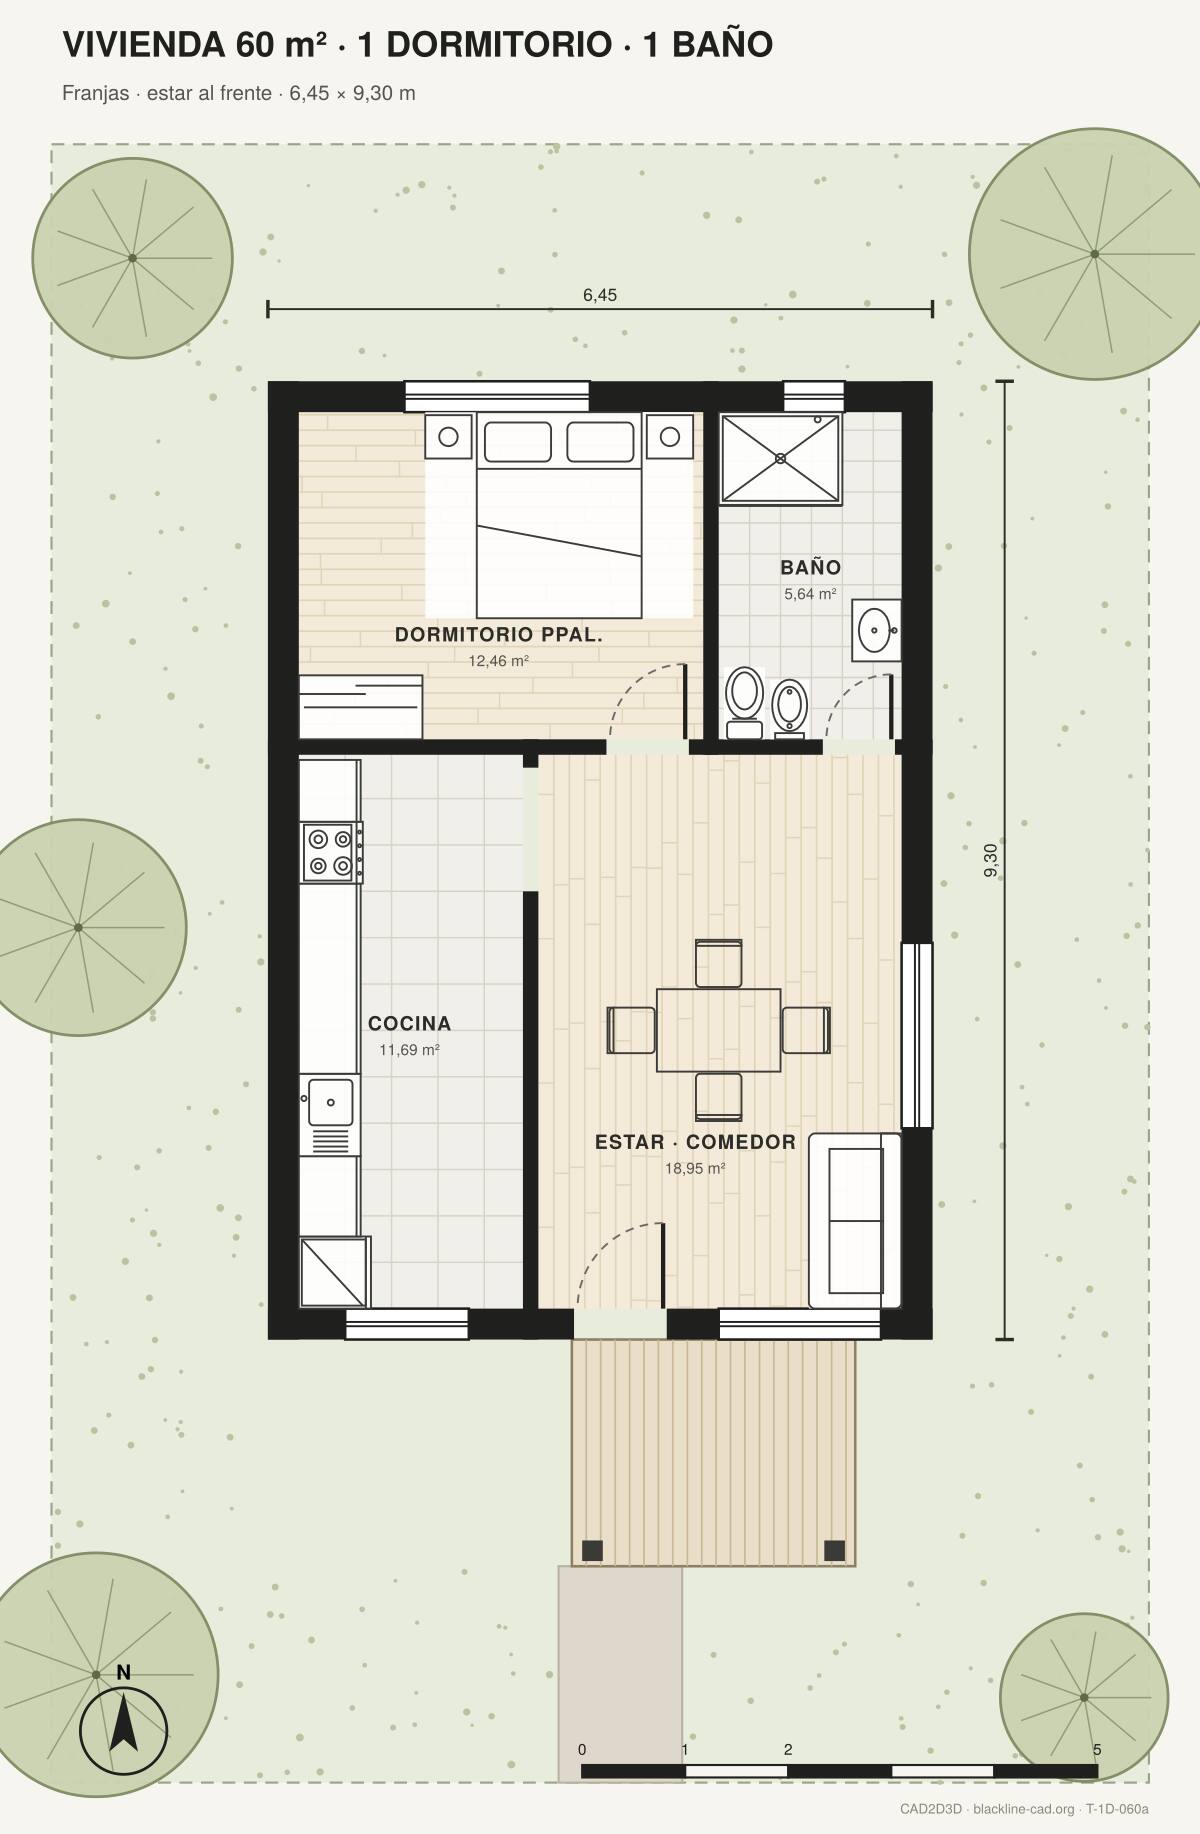 VIVIENDA 60 m² · 1 DORMITORIO · 1 BAÑO
Franjas · estar al frente · 6,45 × 9,30 m
6,45
BAÑO
5,64 m²
DORMITORIO PPAL.
12,46 m²
9,30
COCINA
11,69 m²
ESTAR · COMEDOR
18,95 m²
N
0 1 2 5
CAD2D3D · blackline-cad.org · T-1D-060a